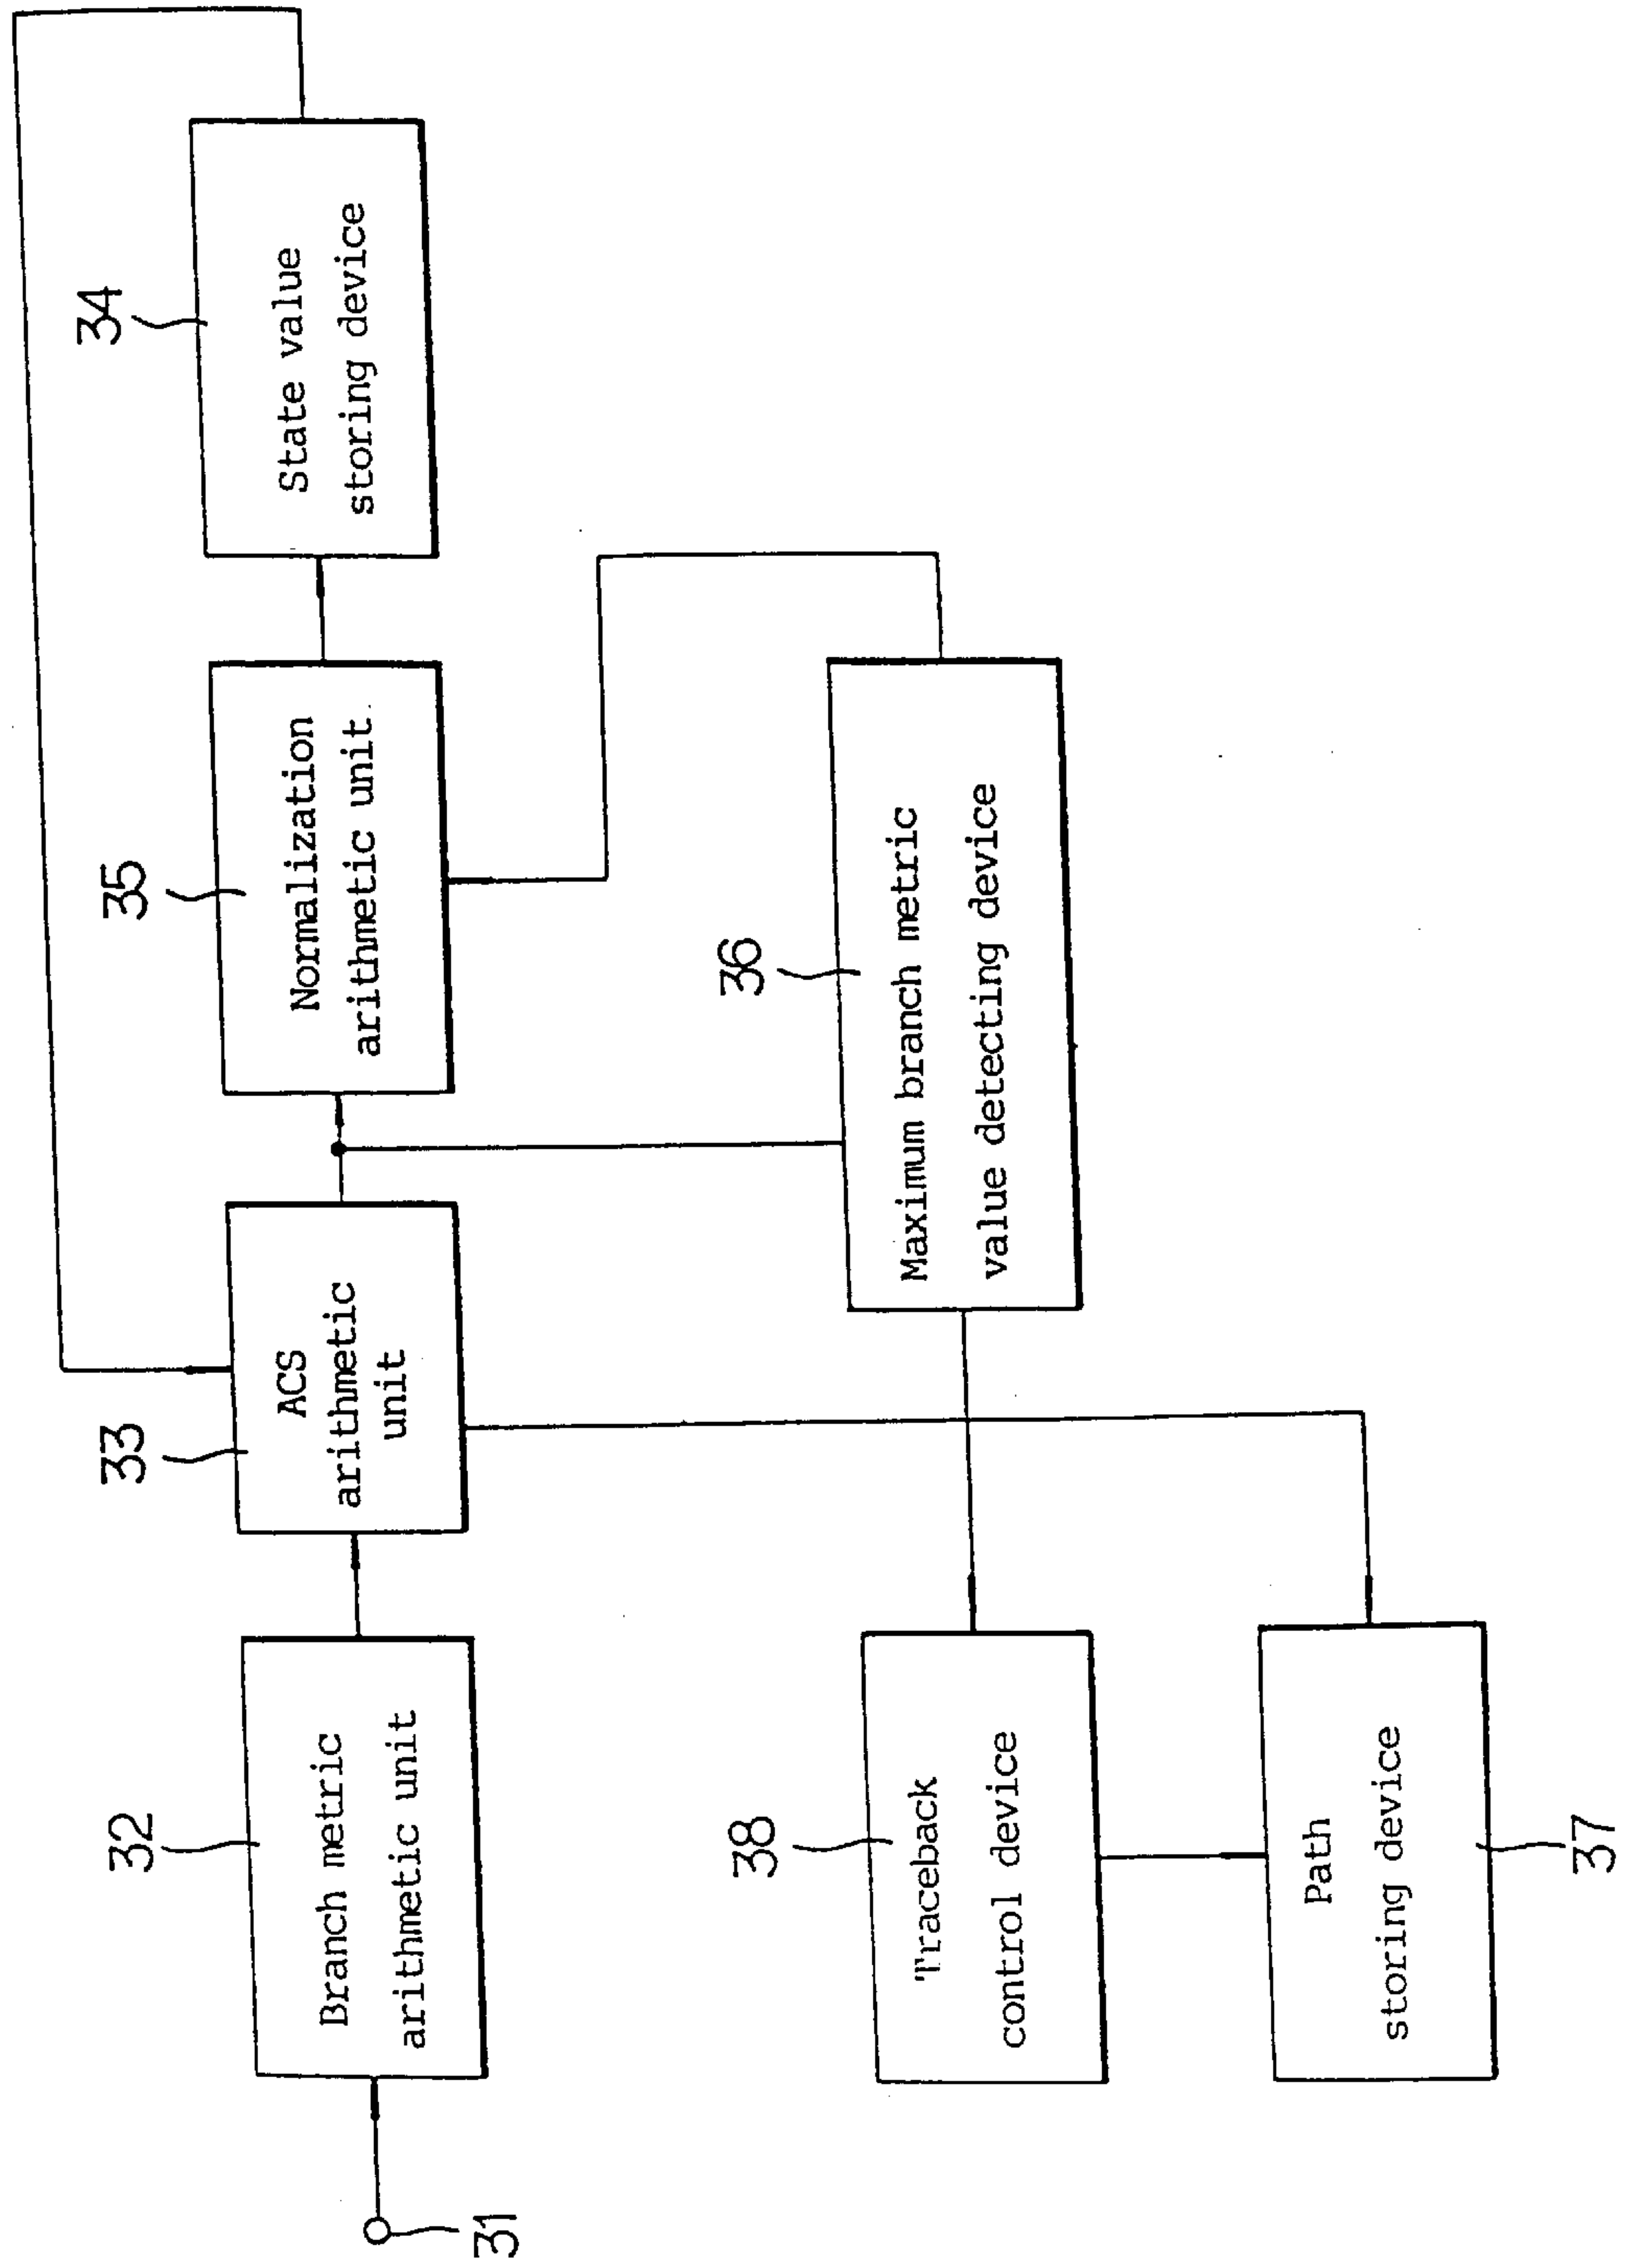 31
32
Branch metric
arithmetic unit
33
ACS
arithmetic
unit
35
Normalization
arithmetic unit
34
State value
storing device
38
Traceback
control device
36
Maximum branch metric
value detecting device
Path
storing device
37